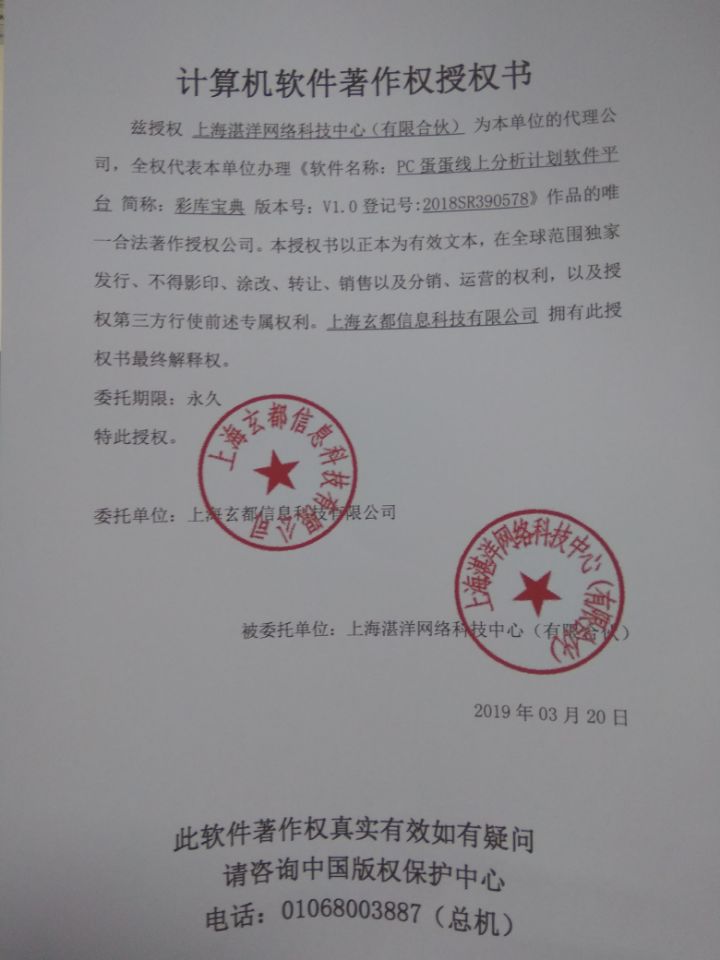 计算机软件著作权授权书
兹授权 上海湛洋网络科技中心（有限合伙） 为本单位的代理公
司，全权代表本单位办理《软件名称：PC蛋蛋线上分析计划软件平
台 简称：彩库宝典 版本号：V1.0 登记号:2018SR390578》作品的唯
一合法著作授权公司。本授权书以正本为有效文本，在全球范围独家
发行、不得影印、涂改、转让、销售以及分销、运营的权利，以及授
权第三方行使前述专属权利。上海玄都信息科技有限公司 拥有此授
权书最终解释权。
委托期限：永久
特此授权。
上海玄都信息科技有限公司
委托单位：上海玄都信息科技有限公司
上海湛洋网络科技中心（有限合伙）
被委托单位：上海湛洋网络科技中心（有限合伙）
2019 年 03 月 20 日
此软件著作权真实有效如有疑问
请咨询中国版权保护中心
电话：01068003887（总机）